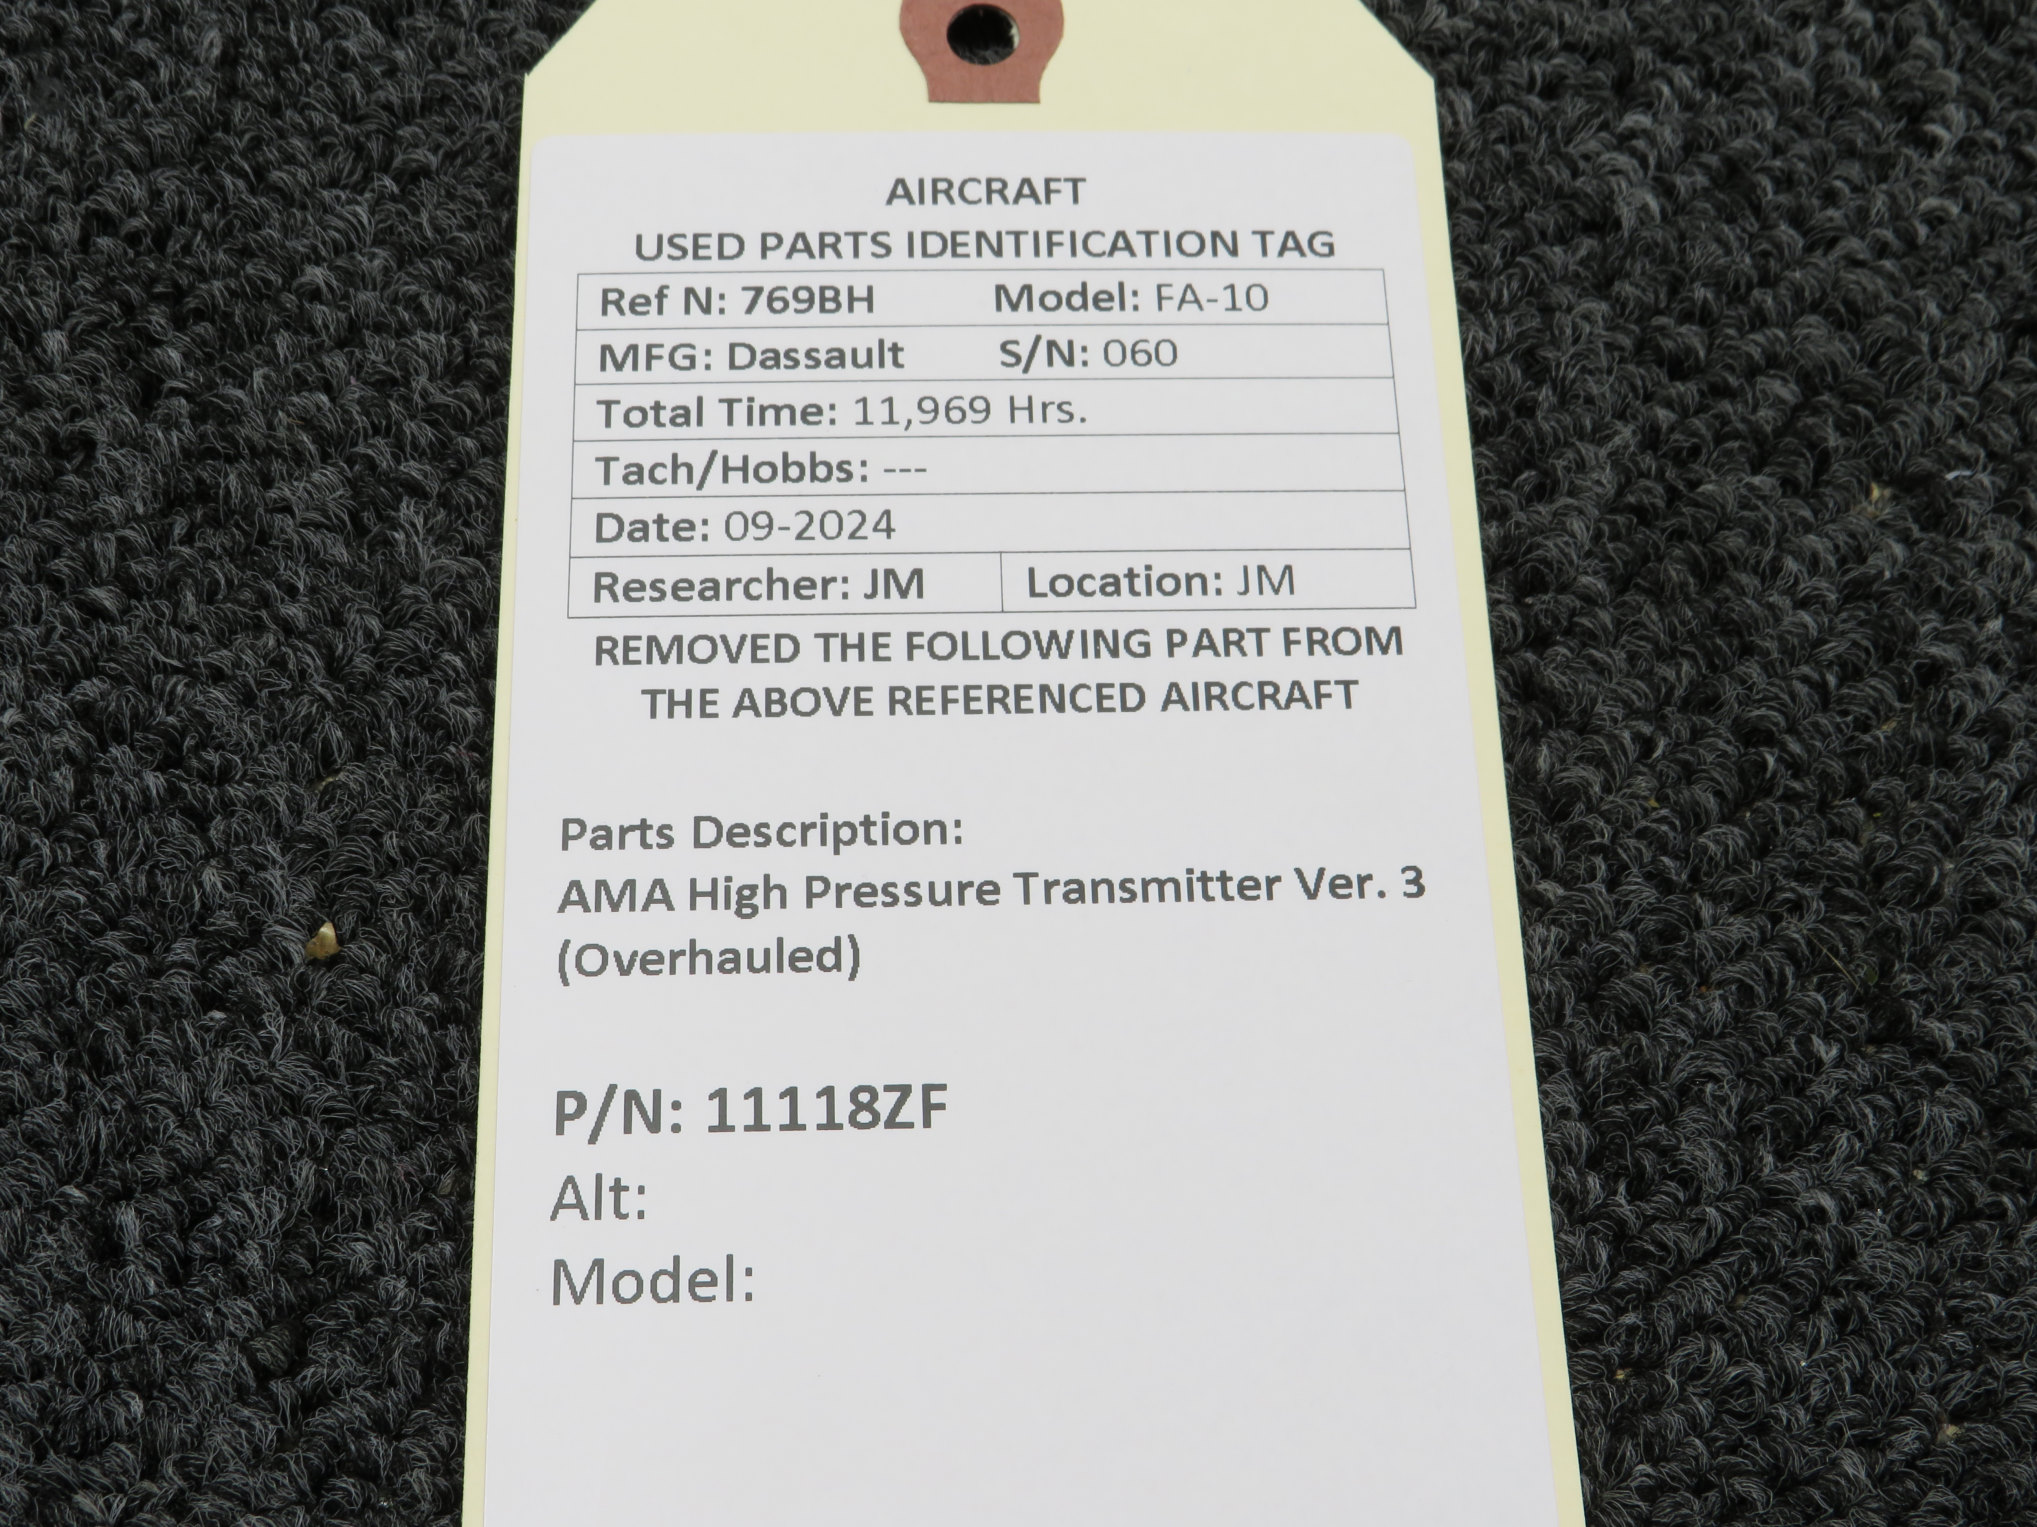 AIRCRAFT
USED PARTS IDENTIFICATION TAG
Ref N: 769BH Model: FA-10
MFG: Dassault S/N: 060
Total Time: 11,969 Hrs.
Tach/Hobbs: ---
Date: 09-2024
Researcher: JM Location: JM
REMOVED THE FOLLOWING PART FROM
THE ABOVE REFERENCED AIRCRAFT
Parts Description:
AMA High Pressure Transmitter Ver. 3
(Overhauled)
P/N: 11118ZF
Alt:
Model: